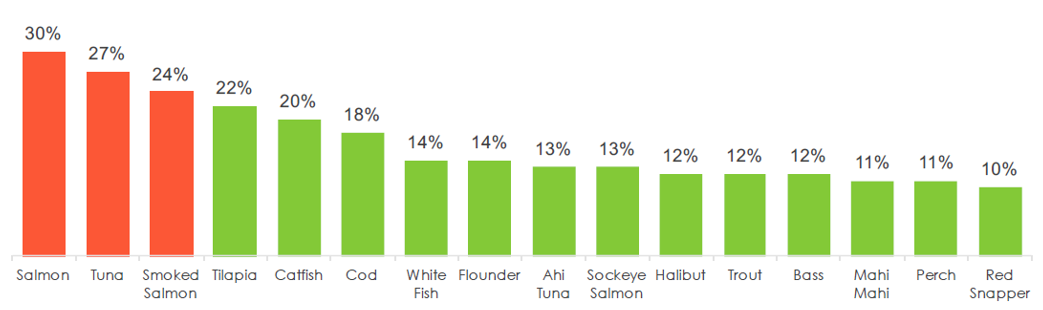 30%
27%
24%
22%
20%
18%
14%
14%
13%
13%
12%
12%
12%
11%
11%
10%
Salmon
Tuna
Smoked
Salmon
Tilapia
Catfish
Cod
White
Fish
Flounder
Ahi
Tuna
Sockeye
Salmon
Halibut
Trout
Bass
Mahi
Mahi
Perch
Red
Snapper